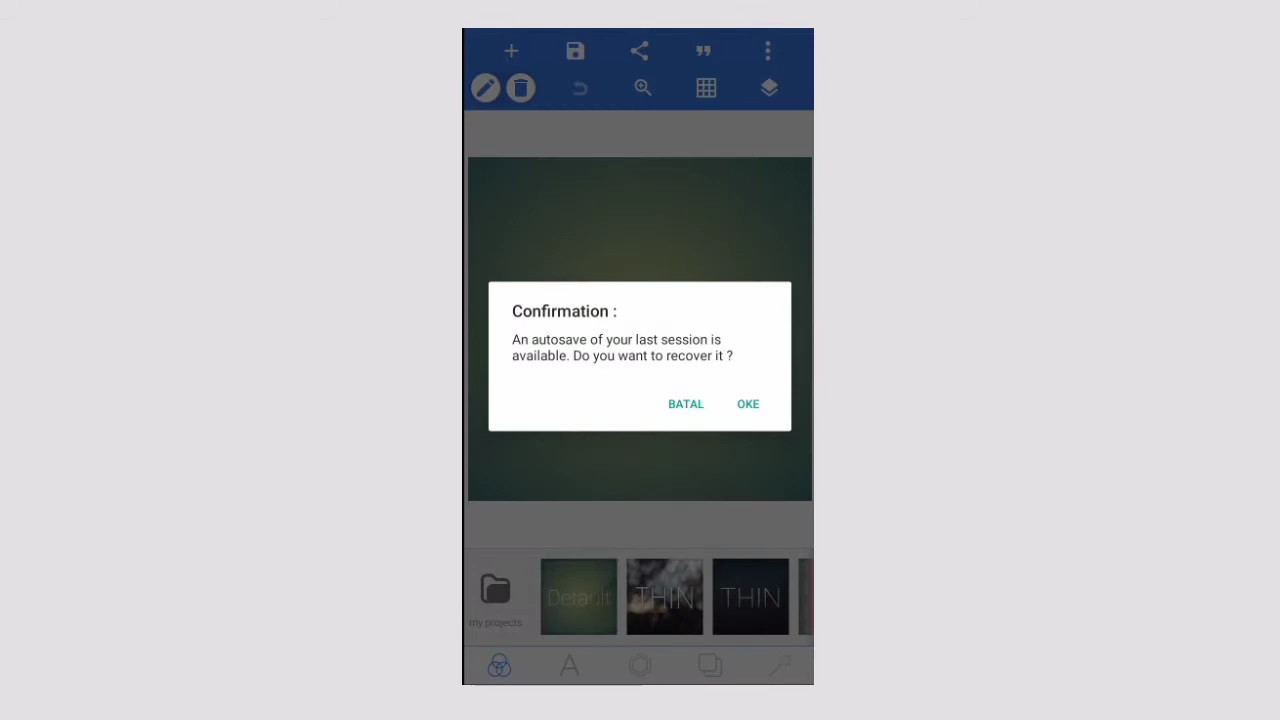 Confirmation :
An autosave of your last session is
available. Do you want to recover it ?
BATAL OKE
my projects
Default
THIN
THIN